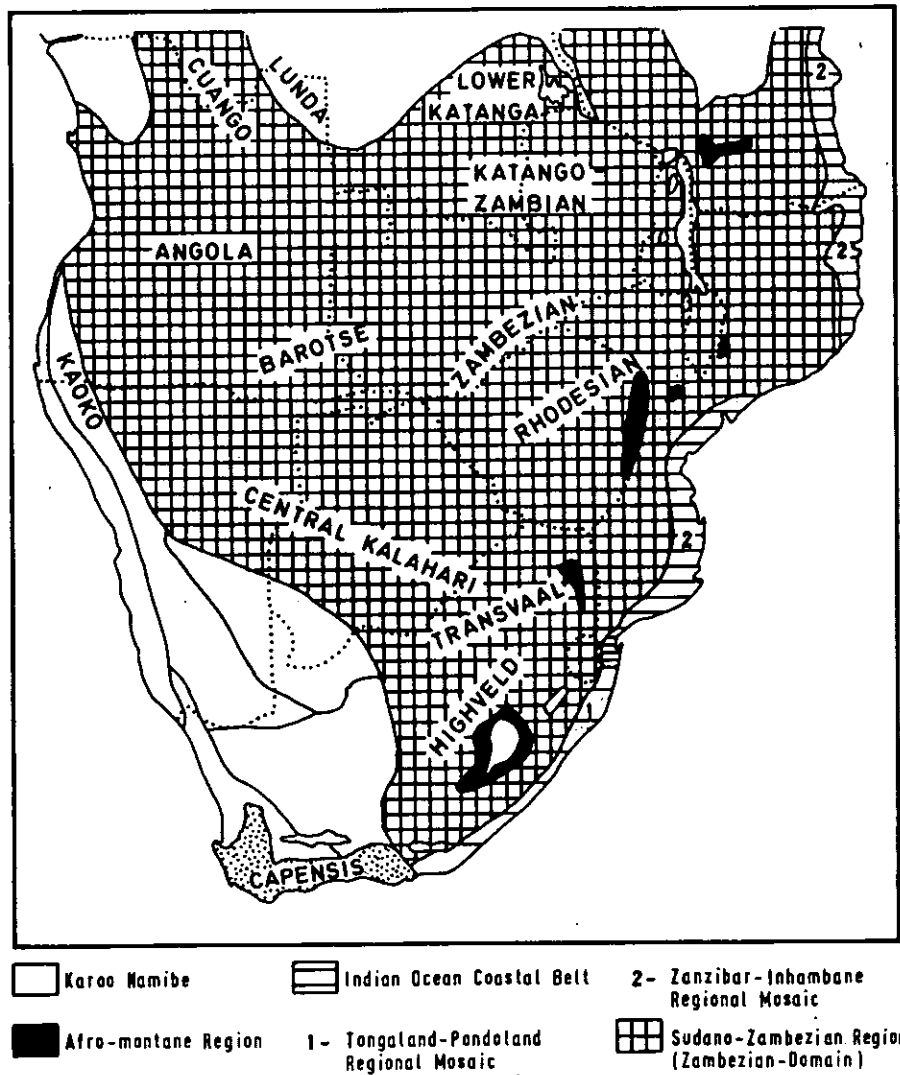 CUANGO
LUNDA
LOWER
KATANGA
2
KATANGO
ZAMBIAN
ANGOLA
2
BAROTSE
ZAMBEZIAN
KAOKO
RHODESIAN
CENTRAL KALAHARI
2
TRANSVAAL
HIGHVELD
1
CAPENSIS
Karoo Namibe
Indian Ocean Coastal Belt
2- Zanzibar-Inhambane
Regional Mosaic
Afro-montane Region
1- Tongaland-Pondoland
Regional Mosaic
Sudano-Zambezian Region
(Zambezian-Domain)